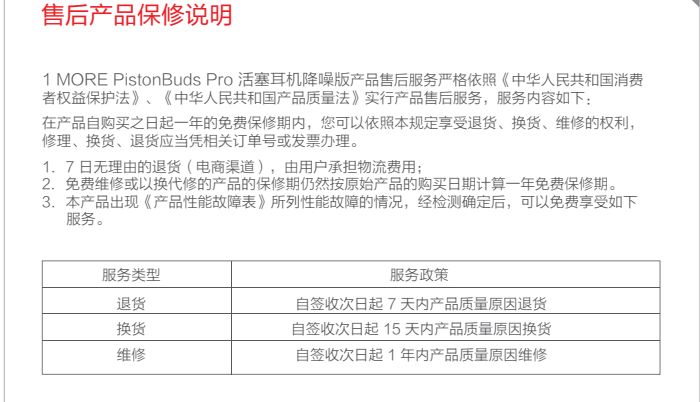 售后产品保修说明
1 MORE PistonBuds Pro 活塞耳机降噪版产品售后服务严格依照《中华人民共和国消费
者权益保护法》、《中华人民共和国产品质量法》实行产品售后服务，服务内容如下：
在产品自购买之日起一年的免费保修期内，您可以依照本规定享受退货、换货、维修的权利，
修理、换货、退货应当凭相关订单号或发票办理。
1. 7 日无理由的退货（电商渠道），由用户承担物流费用；
2. 免费维修或以换代修的产品的保修期仍然按原始产品的购买日期计算一年免费保修期。
3. 本产品出现《产品性能故障表》所列性能故障的情况，经检测确定后，可以免费享受如下
服务。
服务类型 服务政策
退货 自签收次日起 7 天内产品质量原因退货
换货 自签收次日起 15 天内产品质量原因换货
维修 自签收次日起 1 年内产品质量原因维修